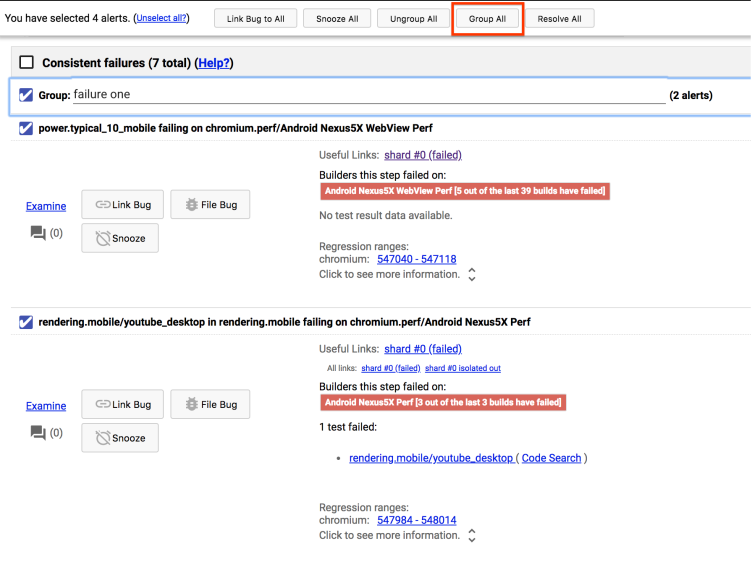 You have selected 4 alerts. (Unselect all?) Link Bug to All Snooze All Ungroup All Group All Resolve All
Consistent failures (7 total) (Help?)
Group: failure one (2 alerts)
power.typical_10_mobile failing on chromium.perf/Android Nexus5X WebView Perf
Useful Links: shard #0 (failed)
Builders this step failed on:
Android Nexus5X WebView Perf [5 out of the last 39 builds have failed]
Examine Link Bug File Bug
No test result data available.
(0) Snooze
Regression ranges:
chromium: 547040 - 547118
Click to see more information.
rendering.mobile/youtube_desktop in rendering.mobile failing on chromium.perf/Android Nexus5X Perf
Useful Links: shard #0 (failed)
All links: shard #0 (failed) shard #0 isolated out
Builders this step failed on:
Android Nexus5X Perf [3 out of the last 3 builds have failed]
Examine Link Bug File Bug
1 test failed:
(0) Snooze
• rendering.mobile/youtube_desktop ( Code Search )
Regression ranges:
chromium: 547984 - 548014
Click to see more information.